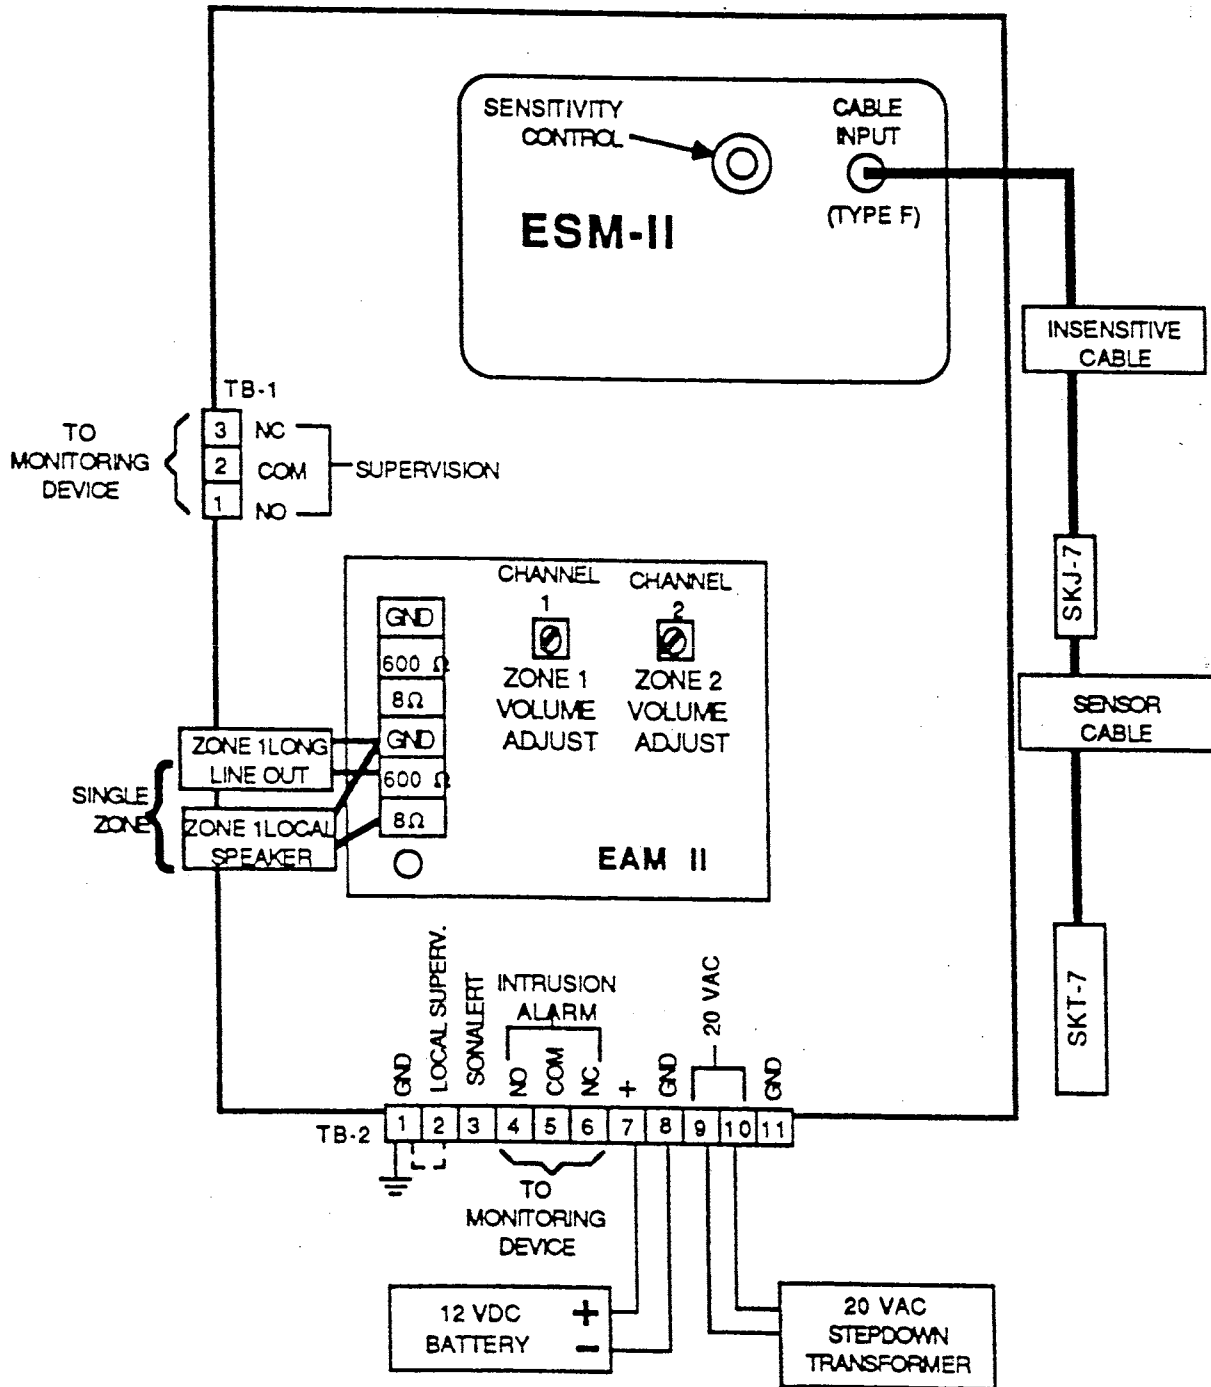 SENSITIVITY
CONTROL
CABLE
INPUT
(TYPE F)
ESM-II
INSENSITIVE
CABLE
TB-1
TO
MONITORING
DEVICE
3 NC
2 COM
1 NO
SUPERVISION
SKJ-7
CHANNEL
1
CHANNEL
2
GND
600 Ω
8Ω
GND
600 Ω
8Ω
ZONE 1
VOLUME
ADJUST
ZONE 2
VOLUME
ADJUST
SENSOR
CABLE
ZONE 1LONG
LINE OUT
SINGLE
ZONE
ZONE 1LOCAL
SPEAKER
EAM II
SKT-7
GND
LOCAL SUPERV.
SONALERT
INTRUSION
ALARM
NO
COM
NC
+
GND
20 VAC
GND
TB-2
1 2 3 4 5 6 7 8 9 10 11
TO
MONITORING
DEVICE
12 VDC
BATTERY
+
−
20 VAC
STEPDOWN
TRANSFORMER